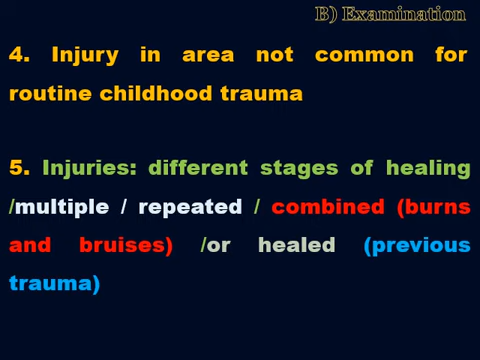 B) Examination
4. Injury in area not common for
routine childhood trauma
5. Injuries: different stages of healing
/multiple / repeated / combined (burns
and bruises) /or healed (previous
trauma)